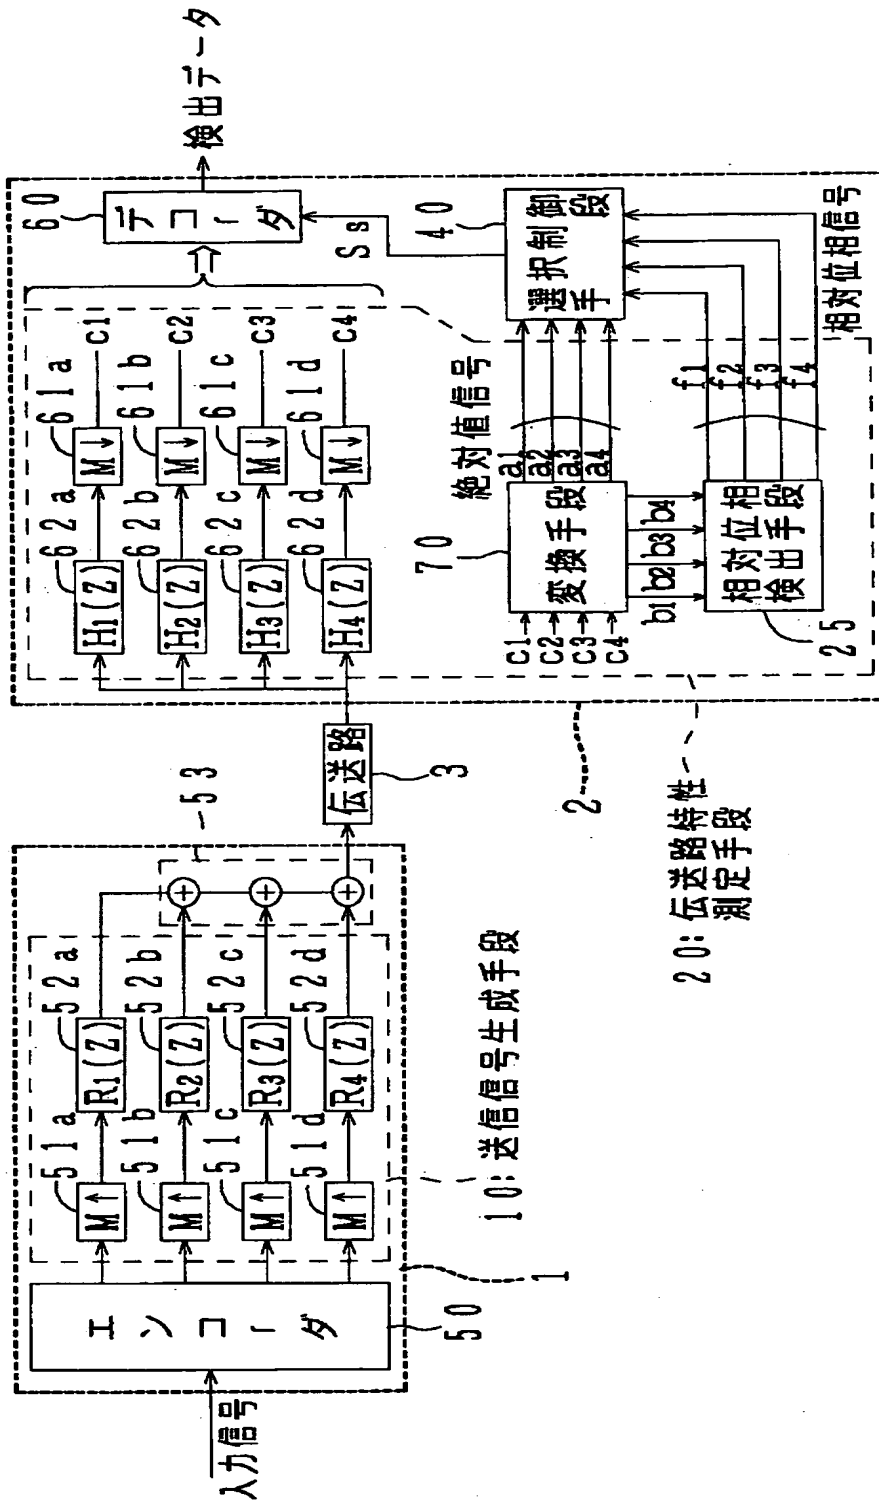 入力信号
エンコーダ
50
1
51a
51b
51c
51d
M↑
M↑
M↑
M↑
52a
52b
52c
52d
R1(Z)
R2(Z)
R3(Z)
R4(Z)
10:送信信号生成手段
53
伝送路
3
62a
62b
62c
62d
H1(Z)
H2(Z)
H3(Z)
H4(Z)
61a
61b
61c
61d
M↓
M↓
M↓
M↓
c1
c2
c3
c4
60
デコーダ
検出データ
Ss
2
20:伝送路特性
測定手段
c1
c2
c3
c4
70
変換手段
絶対値信号
a1
a2
a3
a4
b1
b2
b3
b4
相対位相
検出手段
25
f1
f2
f3
f4
相対位相信号
選択制御
手段
40